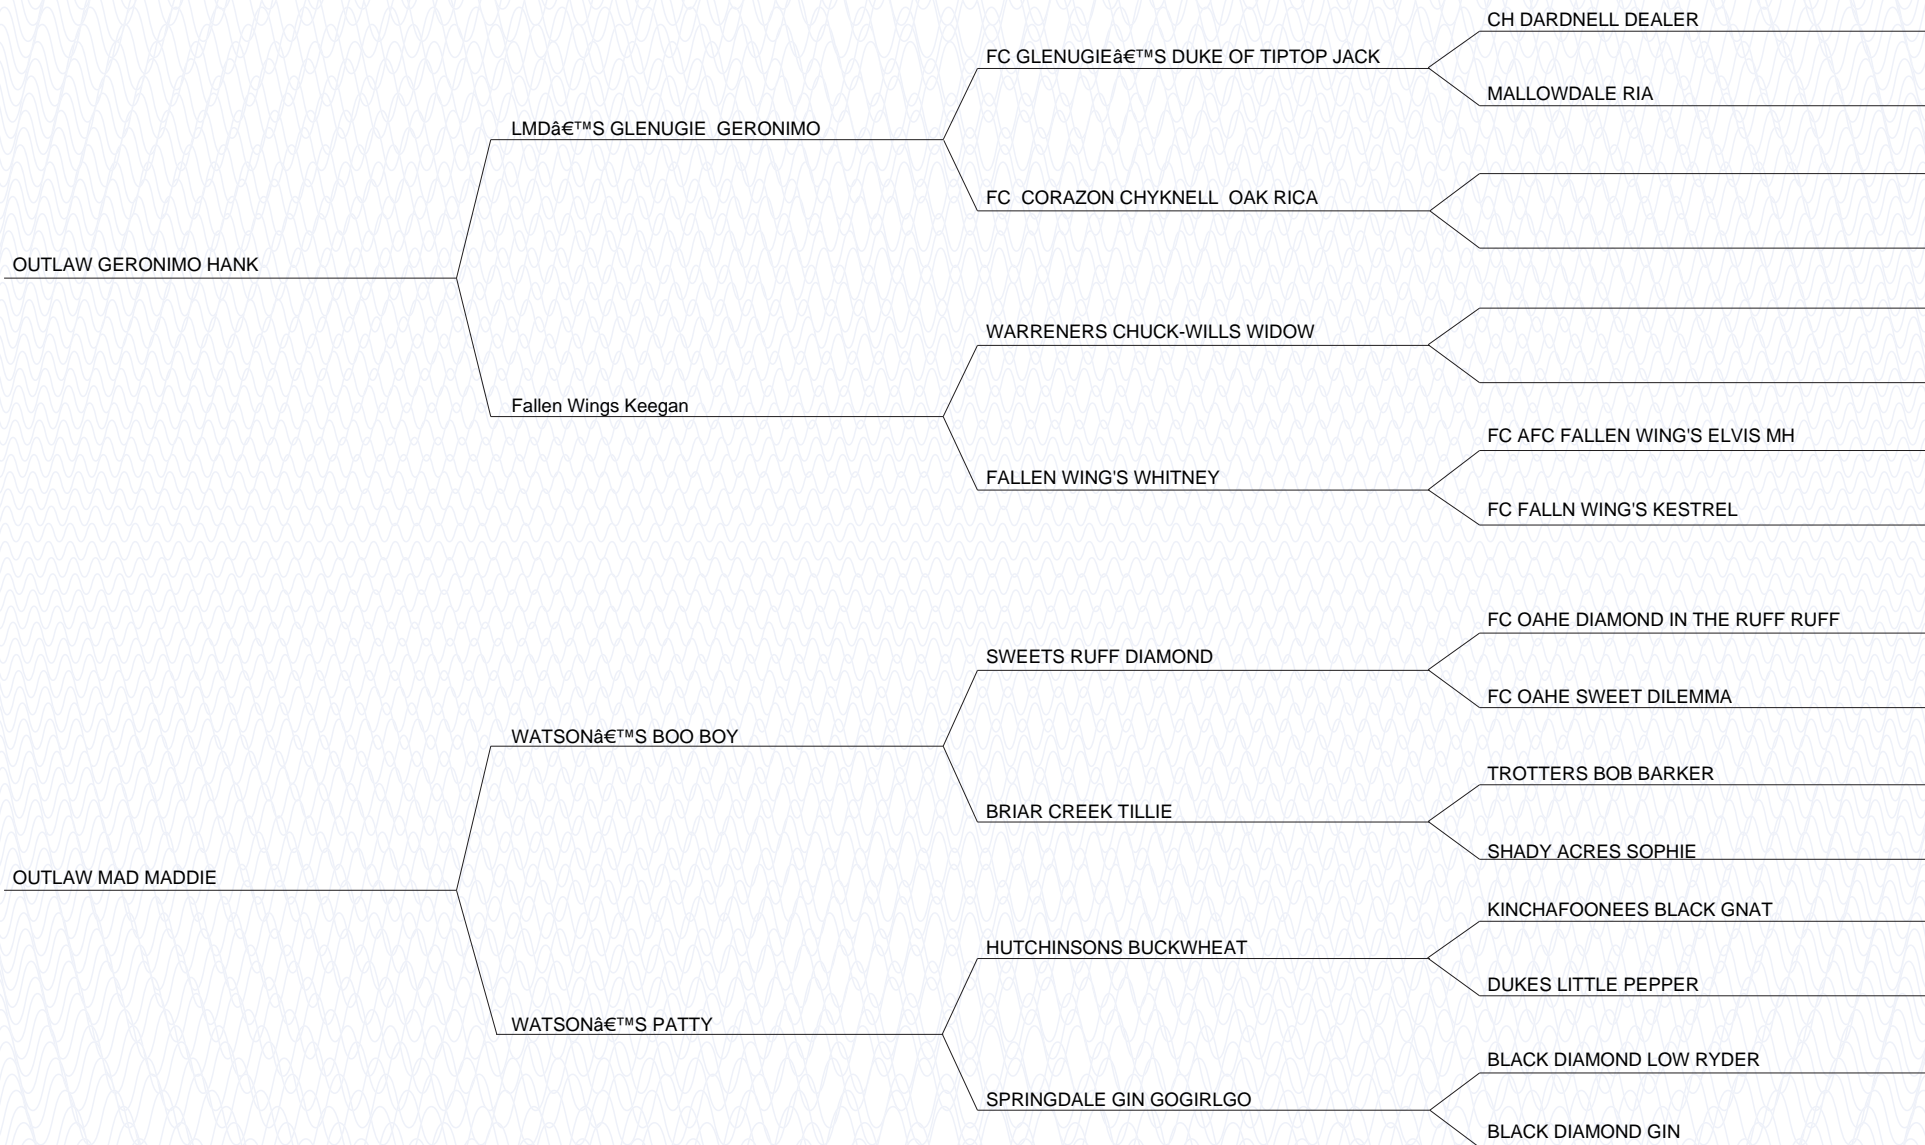 CH DARDNELL DEALER
FC GLENUGIEâ€™S DUKE OF TIPTOP JACK
MALLOWDALE RIA
LMDâ€™S GLENUGIE  GERONIMO
FC  CORAZON CHYKNELL  OAK RICA
OUTLAW GERONIMO HANK
WARRENERS CHUCK-WILLS WIDOW
Fallen Wings Keegan
FC AFC FALLEN WING'S ELVIS MH
FALLEN WING'S WHITNEY
FC FALLN WING'S KESTREL
FC OAHE DIAMOND IN THE RUFF RUFF
SWEETS RUFF DIAMOND
FC OAHE SWEET DILEMMA
WATSONâ€™S BOO BOY
TROTTERS BOB BARKER
BRIAR CREEK TILLIE
SHADY ACRES SOPHIE
OUTLAW MAD MADDIE
KINCHAFOONEES BLACK GNAT
HUTCHINSONS BUCKWHEAT
DUKES LITTLE PEPPER
WATSONâ€™S PATTY
BLACK DIAMOND LOW RYDER
SPRINGDALE GIN GOGIRLGO
BLACK DIAMOND GIN